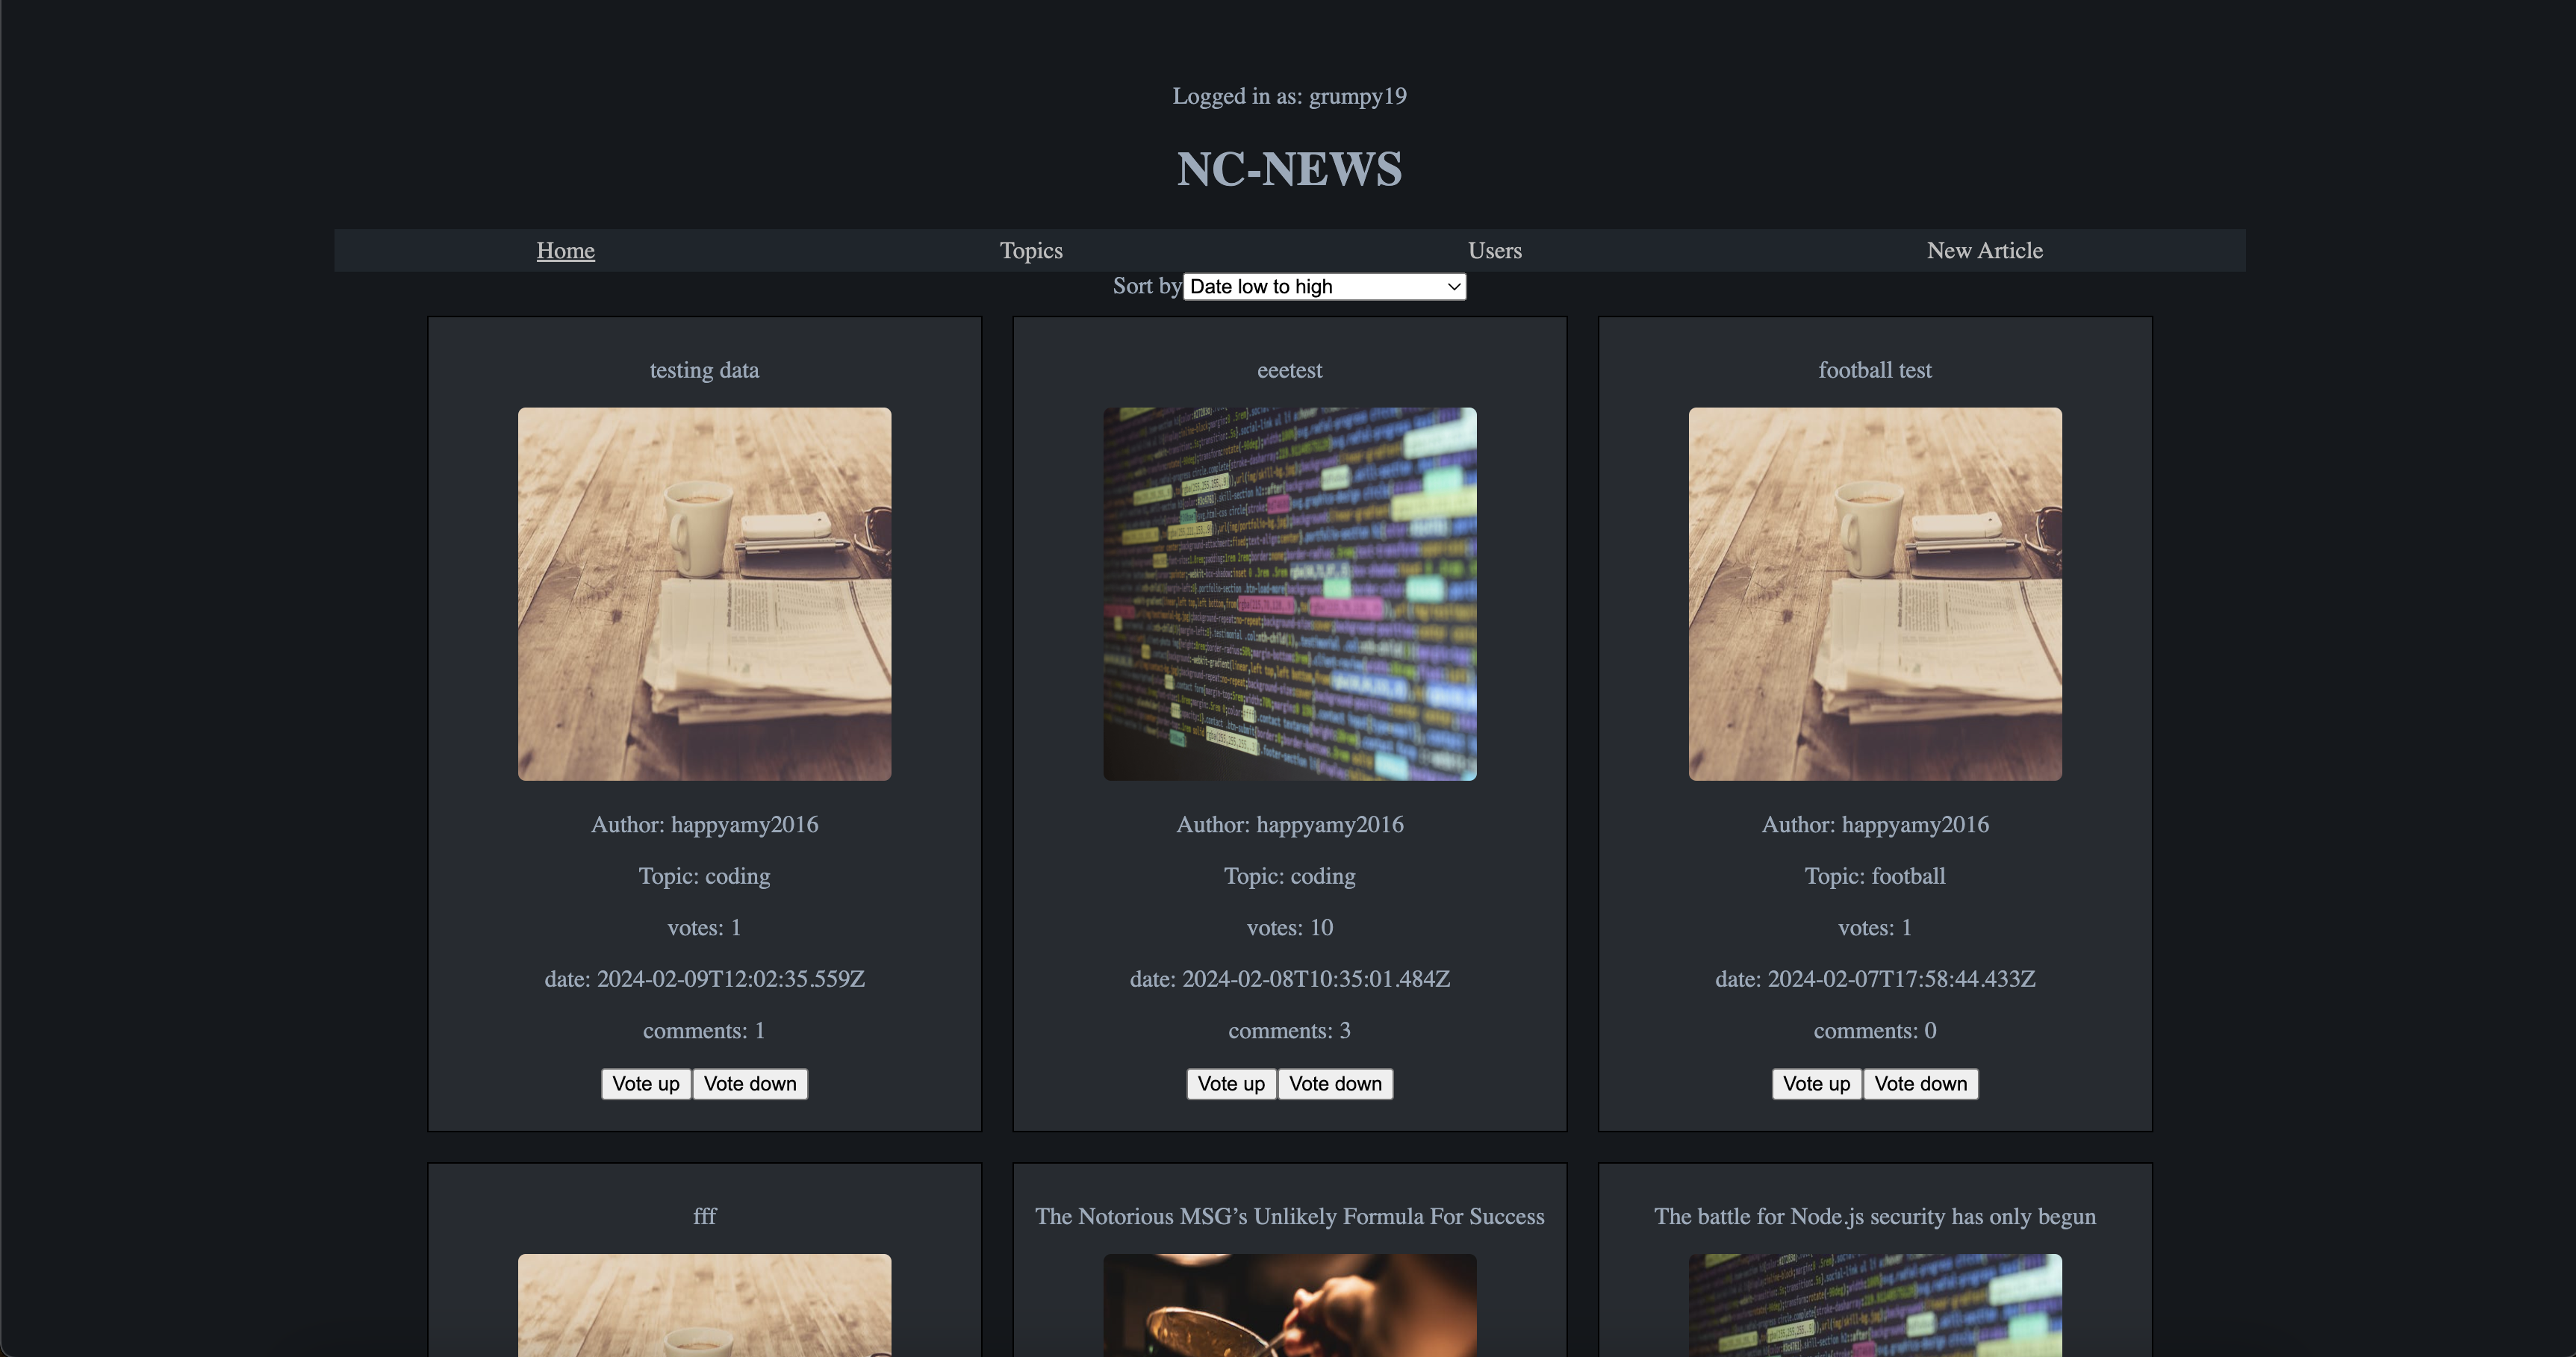 Logged in as: grumpy19
NC-NEWS
Home Topics Users New Article
Sort by Date low to high
testing data
eeetest
football test
Author: happyamy2016
Author: happyamy2016
Author: happyamy2016
Topic: coding
Topic: coding
Topic: football
votes: 1
votes: 10
votes: 1
date: 2024-02-09T12:02:35.559Z
date: 2024-02-08T10:35:01.484Z
date: 2024-02-07T17:58:44.433Z
comments: 1
comments: 3
comments: 0
Vote up Vote down
Vote up Vote down
Vote up Vote down
fff
The Notorious MSG’s Unlikely Formula For Success
The battle for Node.js security has only begun